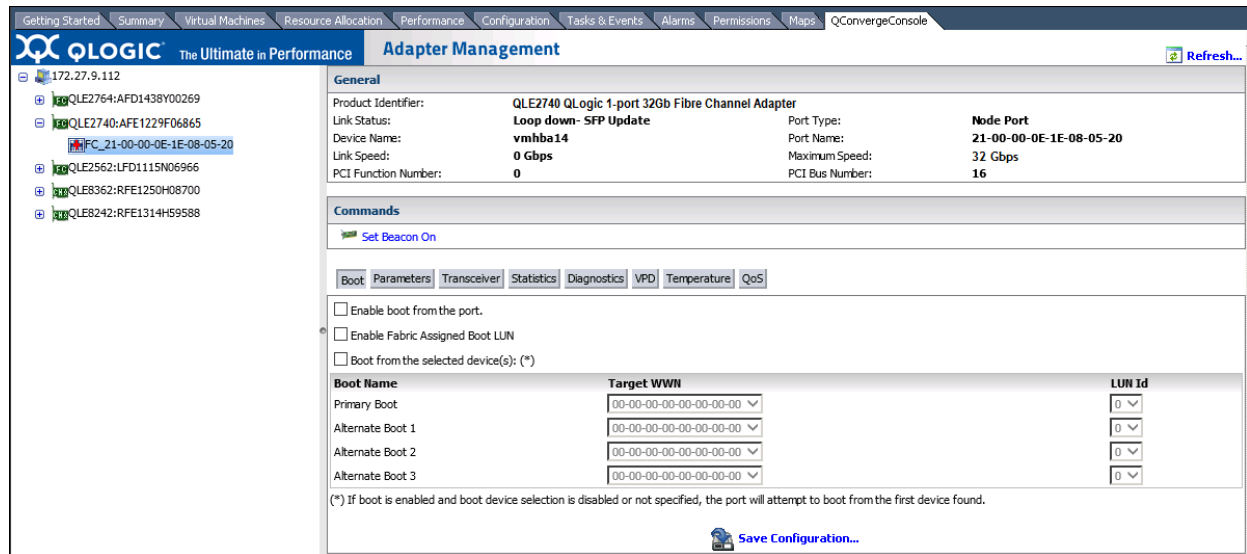 Getting Started Summary Virtual Machines Resource Allocation Performance Configuration Tasks & Events Alarms Permissions Maps QConvergeConsole
QLOGIC The Ultimate in Performance Adapter Management Refresh...
172.27.9.112
QLE2764:AFD1438Y00269
QLE2740:AFE1229F06865
FC_21-00-00-0E-1E-08-05-20
QLE2562:LFD1115N06966
QLE8362:RFE1250H08700
QLE8242:RFE1314H59588
General
Product Identifier: QLE2740 QLogic 1-port 32Gb Fibre Channel Adapter
Link Status: Loop down- SFP Update Port Type: Node Port
Device Name: vmhba14 Port Name: 21-00-00-0E-1E-08-05-20
Link Speed: 0 Gbps Maximum Speed: 32 Gbps
PCI Function Number: 0 PCI Bus Number: 16
Commands
Set Beacon On
Boot Parameters Transceiver Statistics Diagnostics VPD Temperature QoS
Enable boot from the port.
Enable Fabric Assigned Boot LUN
Boot from the selected device(s): (*)
Boot Name Target WWN LUN Id
Primary Boot 00-00-00-00-00-00-00-00 0
Alternate Boot 1 00-00-00-00-00-00-00-00 0
Alternate Boot 2 00-00-00-00-00-00-00-00 0
Alternate Boot 3 00-00-00-00-00-00-00-00 0
(*) If boot is enabled and boot device selection is disabled or not specified, the port will attempt to boot from the first device found.
Save Configuration...